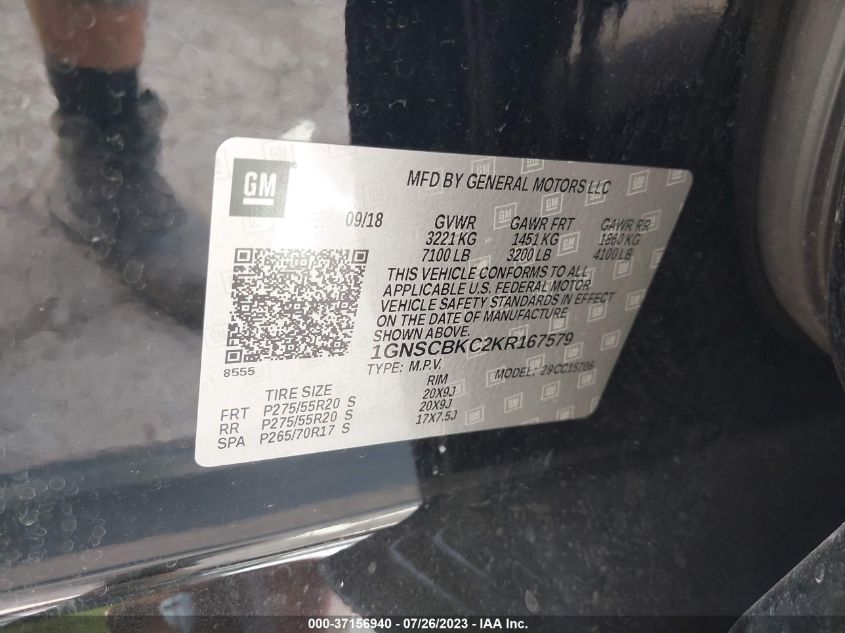 GM
MFD BY GENERAL MOTORS LLC
09/18 GVWR GAWR FRT GAWR RR
3221 KG 1451 KG 1860 KG
7100 LB 3200 LB 4100 LB
THIS VEHICLE CONFORMS TO ALL
APPLICABLE U.S. FEDERAL MOTOR
VEHICLE SAFETY STANDARDS IN EFFECT
ON THE DATE OF MANUFACTURE
SHOWN ABOVE.
1GNSCBKC2KR167579
TYPE: M.P.V. MODEL: 29CC15706
8555
TIRE SIZE RIM
FRT P275/55R20 S 20X9J
RR P275/55R20 S 20X9J
SPA P265/70R17 S 17X7.5J
000-37156940 - 07/26/2023 - IAA Inc.